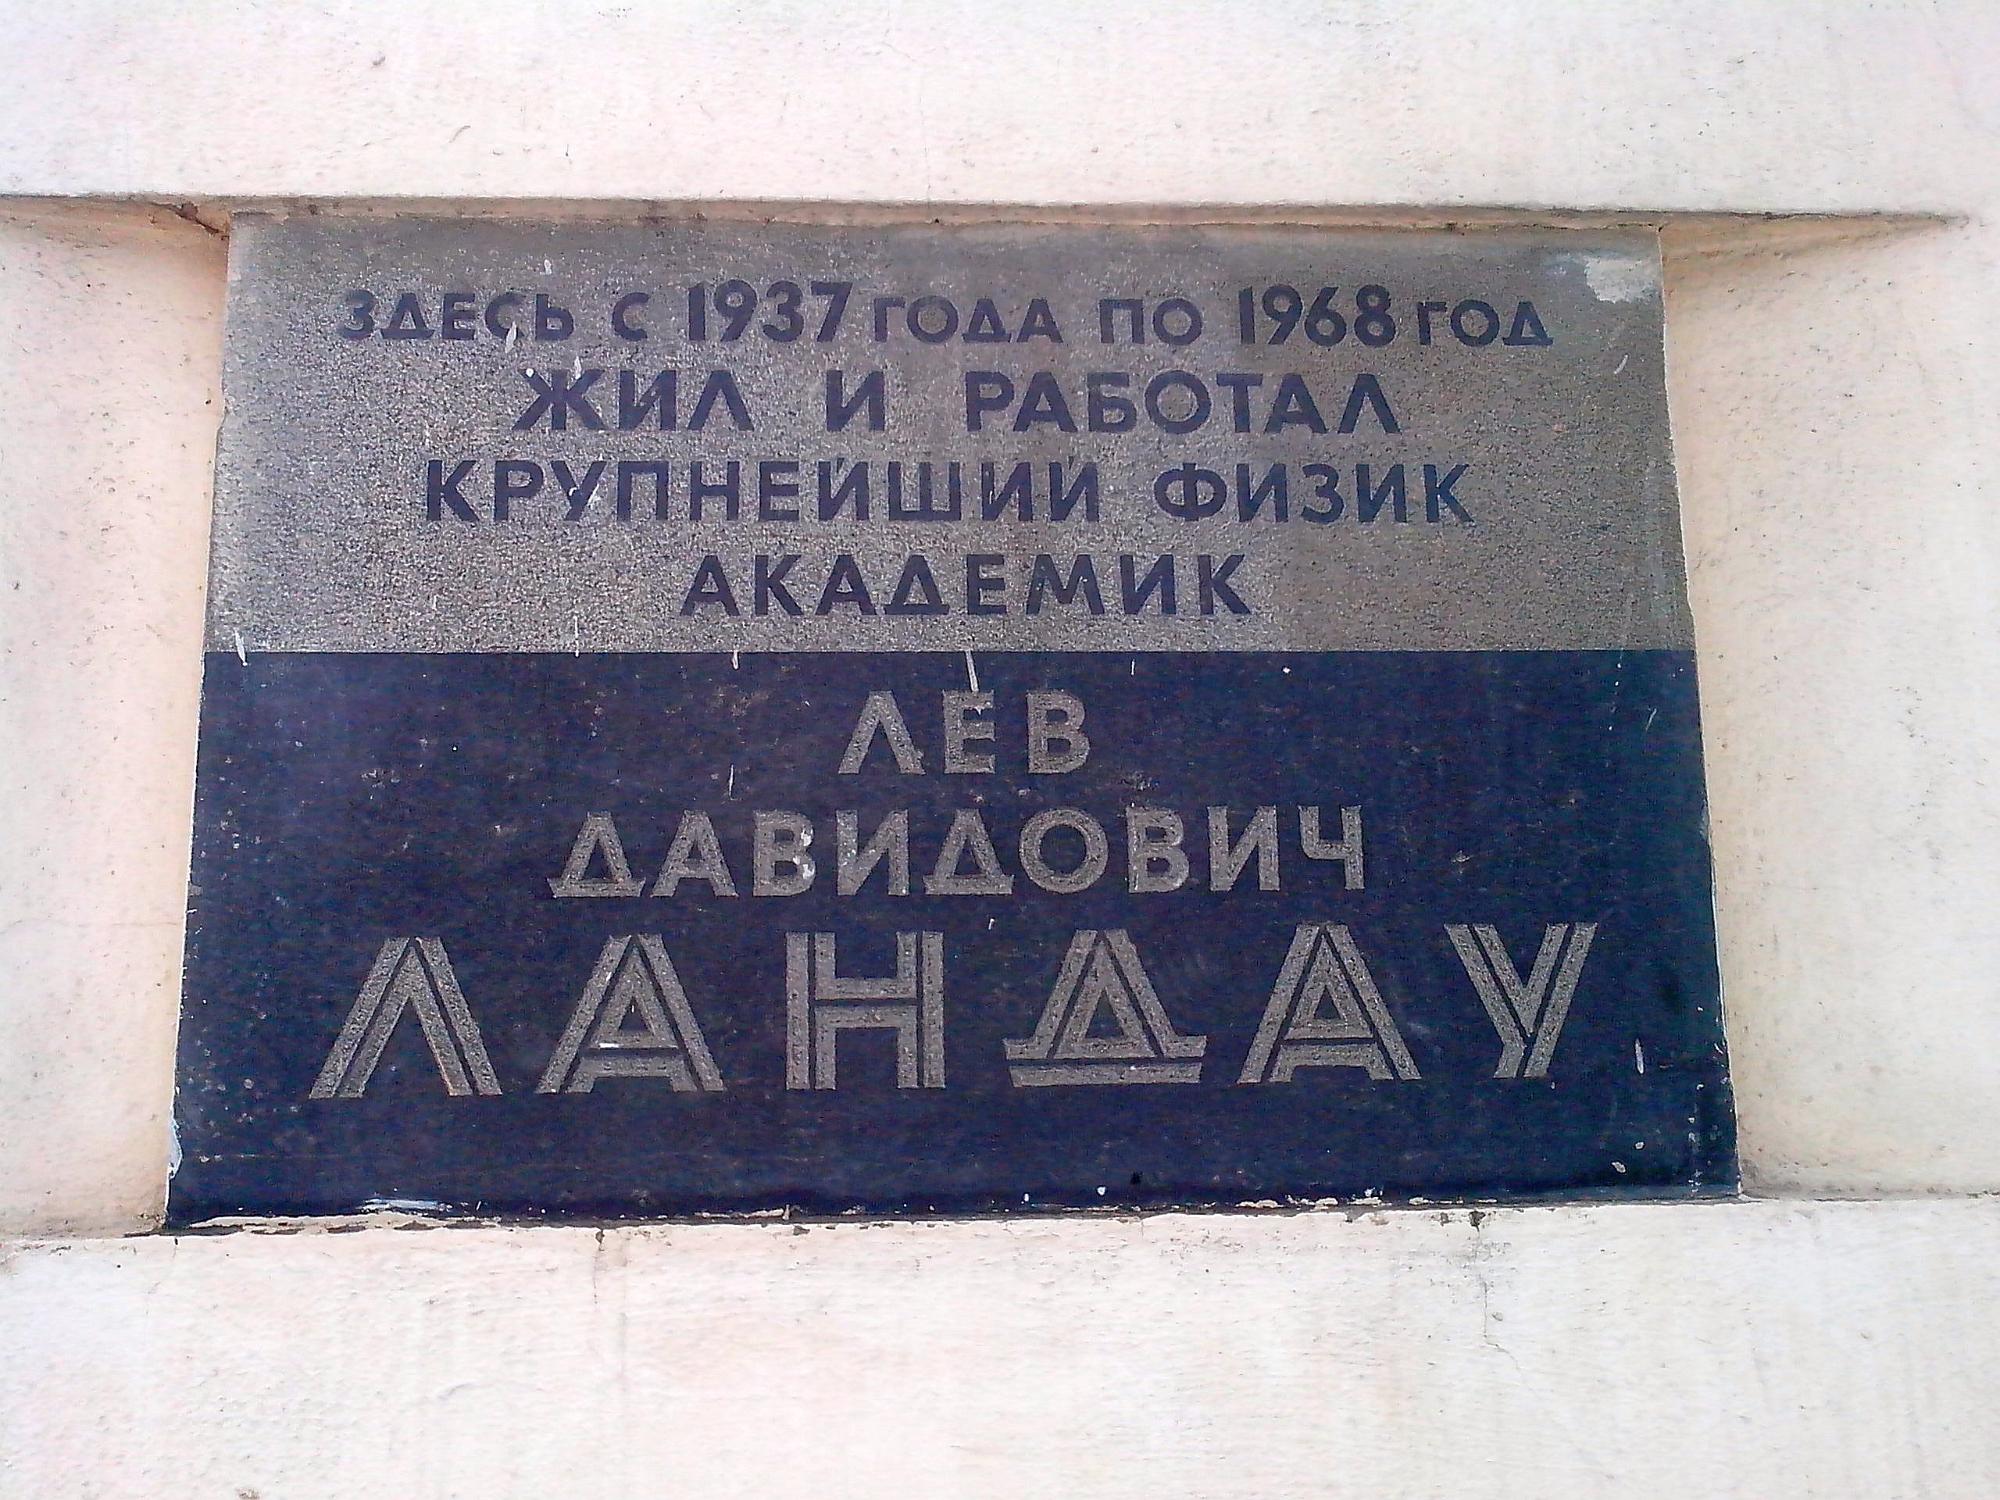 ЗДЕСЬ С 1937 ГОДА ПО 1968 ГОД
ЖИЛ И РАБОТАЛ
КРУПНЕЙШИЙ ФИЗИК
АКАДЕМИК
ЛЕВ
ДАВИДОВИЧ
ЛАНДАУ